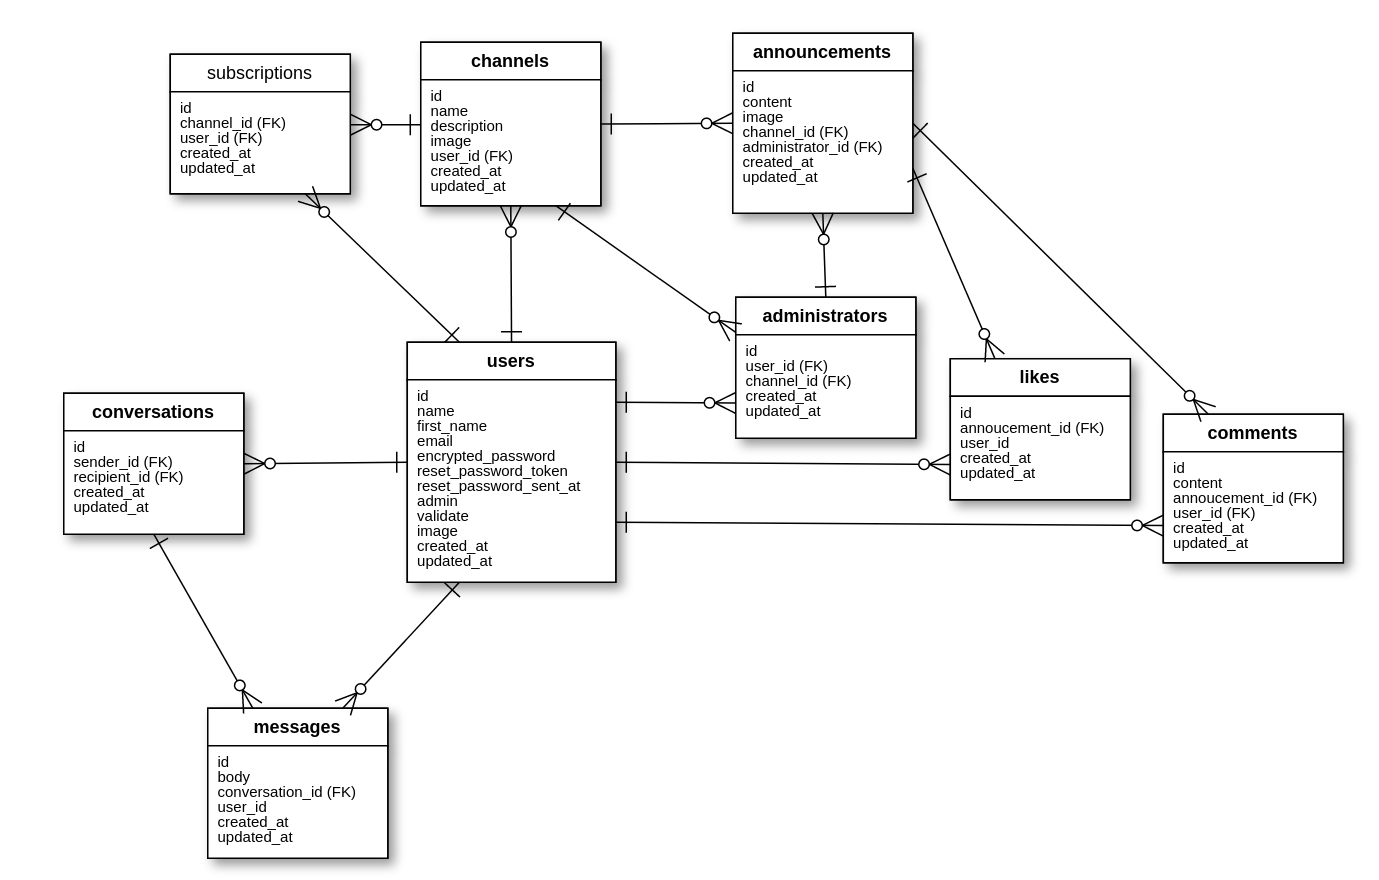 subscriptions
id
channel_id (FK)
user_id (FK)
created_at
updated_at
channels
id
name
description
image
user_id (FK)
created_at
updated_at
announcements
id
content
image
channel_id (FK)
administrator_id (FK)
created_at
updated_at
administrators
id
user_id (FK)
channel_id (FK)
created_at
updated_at
users
id
name
first_name
email
encrypted_password
reset_password_token
reset_password_sent_at
admin
validate
image
created_at
updated_at
likes
id
annoucement_id (FK)
user_id
created_at
updated_at
conversations
id
sender_id (FK)
recipient_id (FK)
created_at
updated_at
comments
id
content
annoucement_id (FK)
user_id (FK)
created_at
updated_at
messages
id
body
conversation_id (FK)
user_id
created_at
updated_at